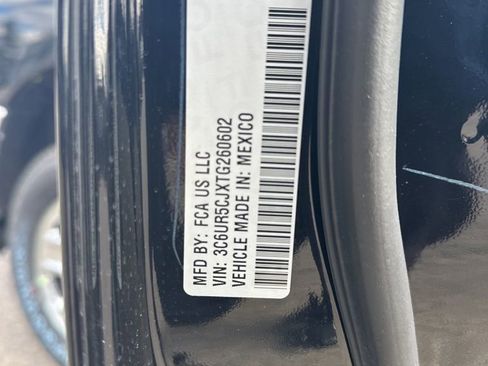 MFD BY: FCA US LLC
VIN: 3C6UR5CJXTG260602
VEHICLE MADE IN: MEXICO